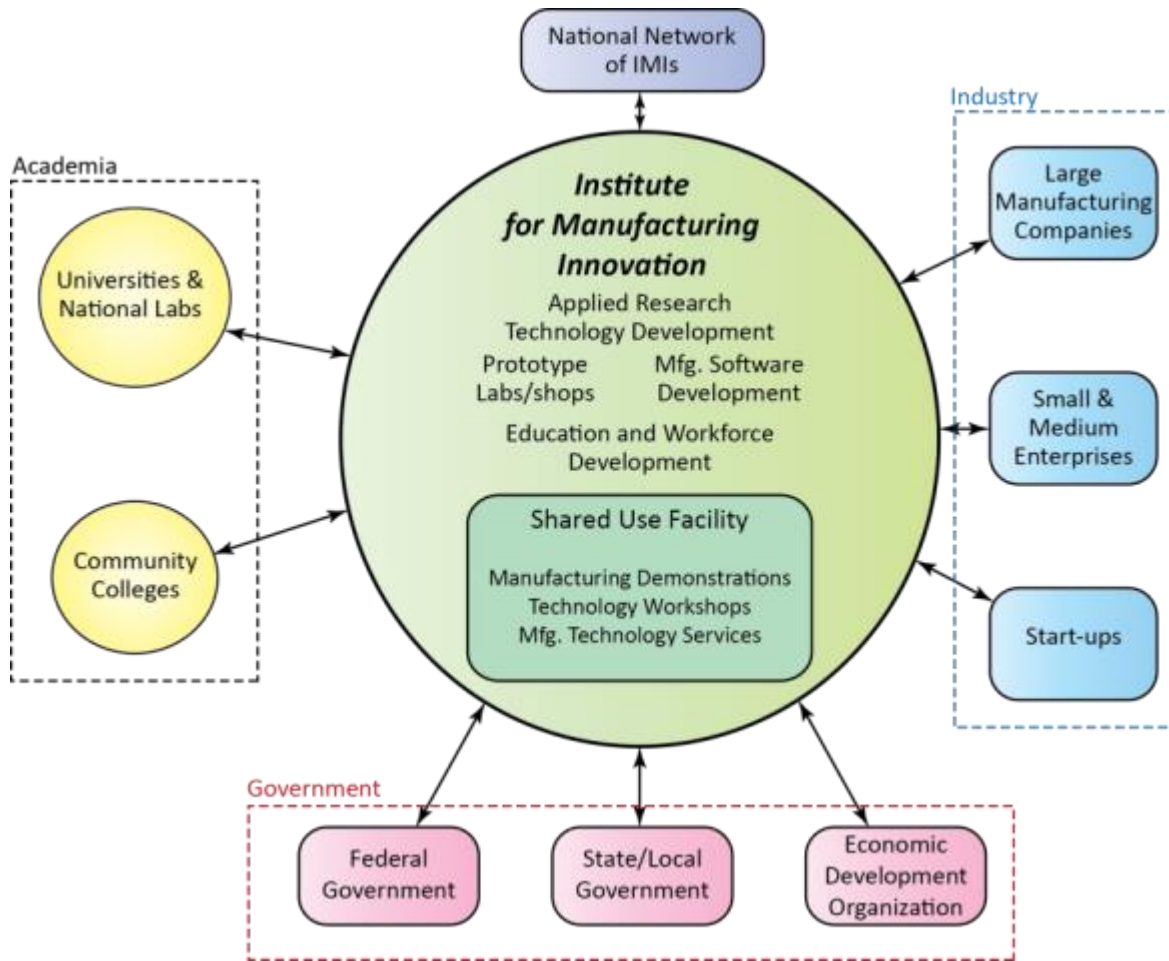 National Network
of IMIs
Industry
Academia
Large
Manufacturing
Companies
Institute
for Manufacturing
Innovation
Universities &
National Labs
Applied Research
Technology Development
Prototype
Labs/shops
Mfg. Software
Development
Small &
Medium
Enterprises
Education and Workforce
Development
Shared Use Facility
Community
Colleges
Manufacturing Demonstrations
Technology Workshops
Mfg. Technology Services
Start-ups
Government
Federal
Government
State/Local
Government
Economic
Development
Organization